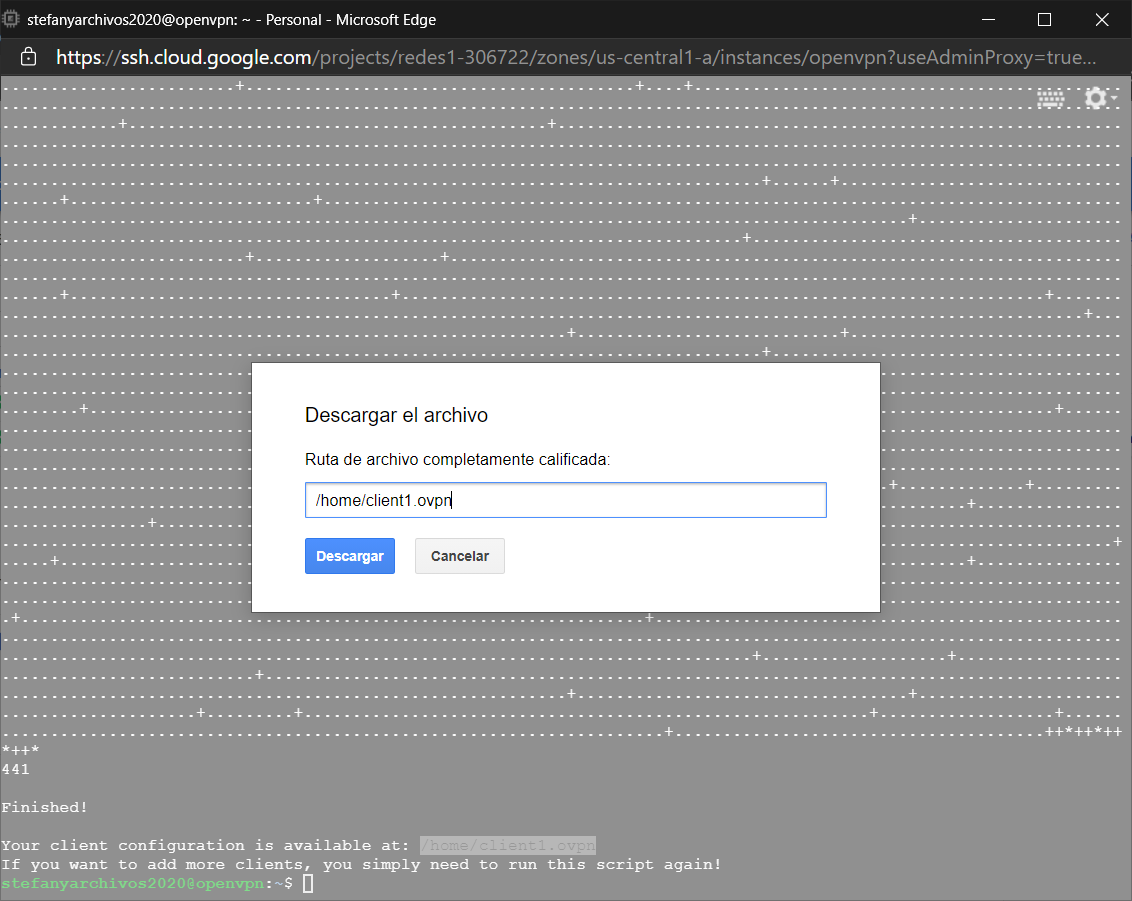 stefanyarchivos2020@openvpn: ~ - Personal - Microsoft Edge
https://ssh.cloud.google.com/projects/redes1-306722/zones/us-central1-a/instances/openvpn?useAdminProxy=true...
Descargar el archivo
Ruta de archivo completamente calificada:
/home/client1.ovpn
Descargar Cancelar
++*++*++
*++*
441
Finished!
Your client configuration is available at: /home/client1.ovpn
If you want to add more clients, you simply need to run this script again!
stefanyarchivos2020@openvpn:~$